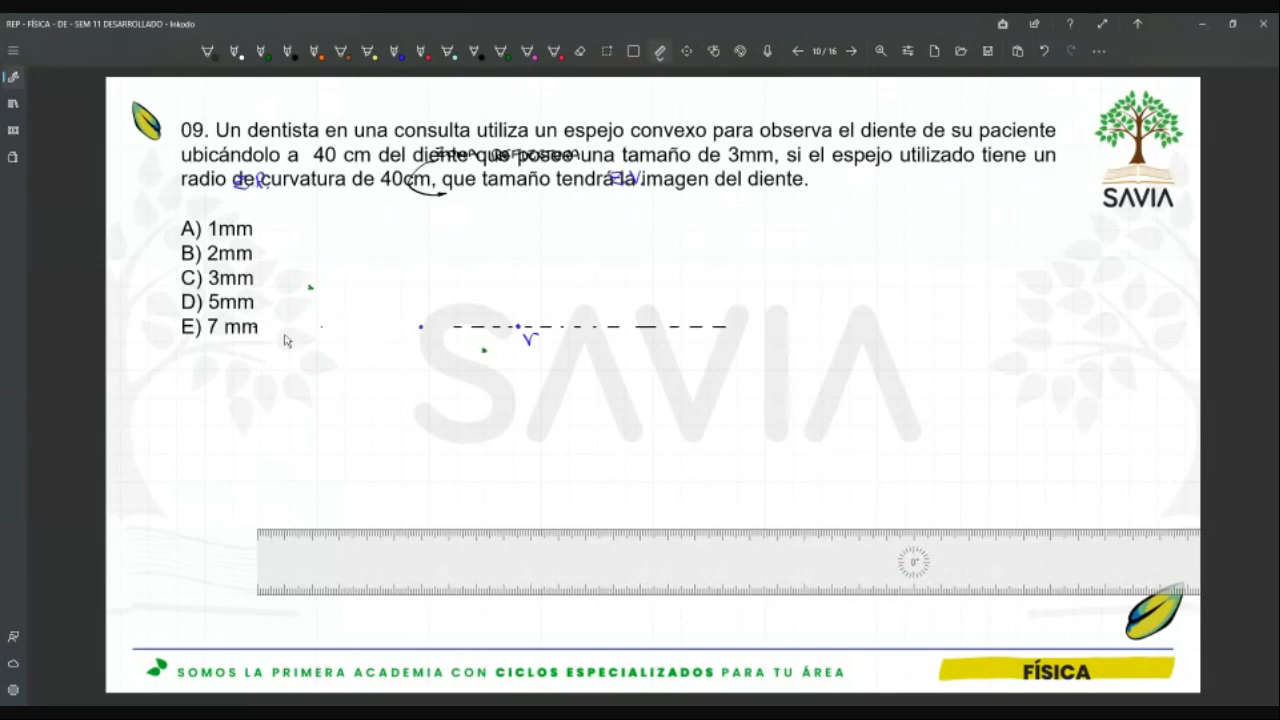 REP - FÍSICA - DE - SEM 11 DESARROLLADO - Inkodo
10 / 16
09. Un dentista en una consulta utiliza un espejo convexo para observa el diente de su paciente
ubicándolo a 40 cm del diente que posee una tamaño de 3mm, si el espejo utilizado tiene un
radio de curvatura de 40cm, que tamaño tendrá la imagen del diente.
SAVIA
A) 1mm
B) 2mm
C) 3mm
D) 5mm
E) 7 mm
V
SAVIA
0°
SOMOS LA PRIMERA ACADEMIA CON CICLOS ESPECIALIZADOS PARA TU ÁREA
FÍSICA